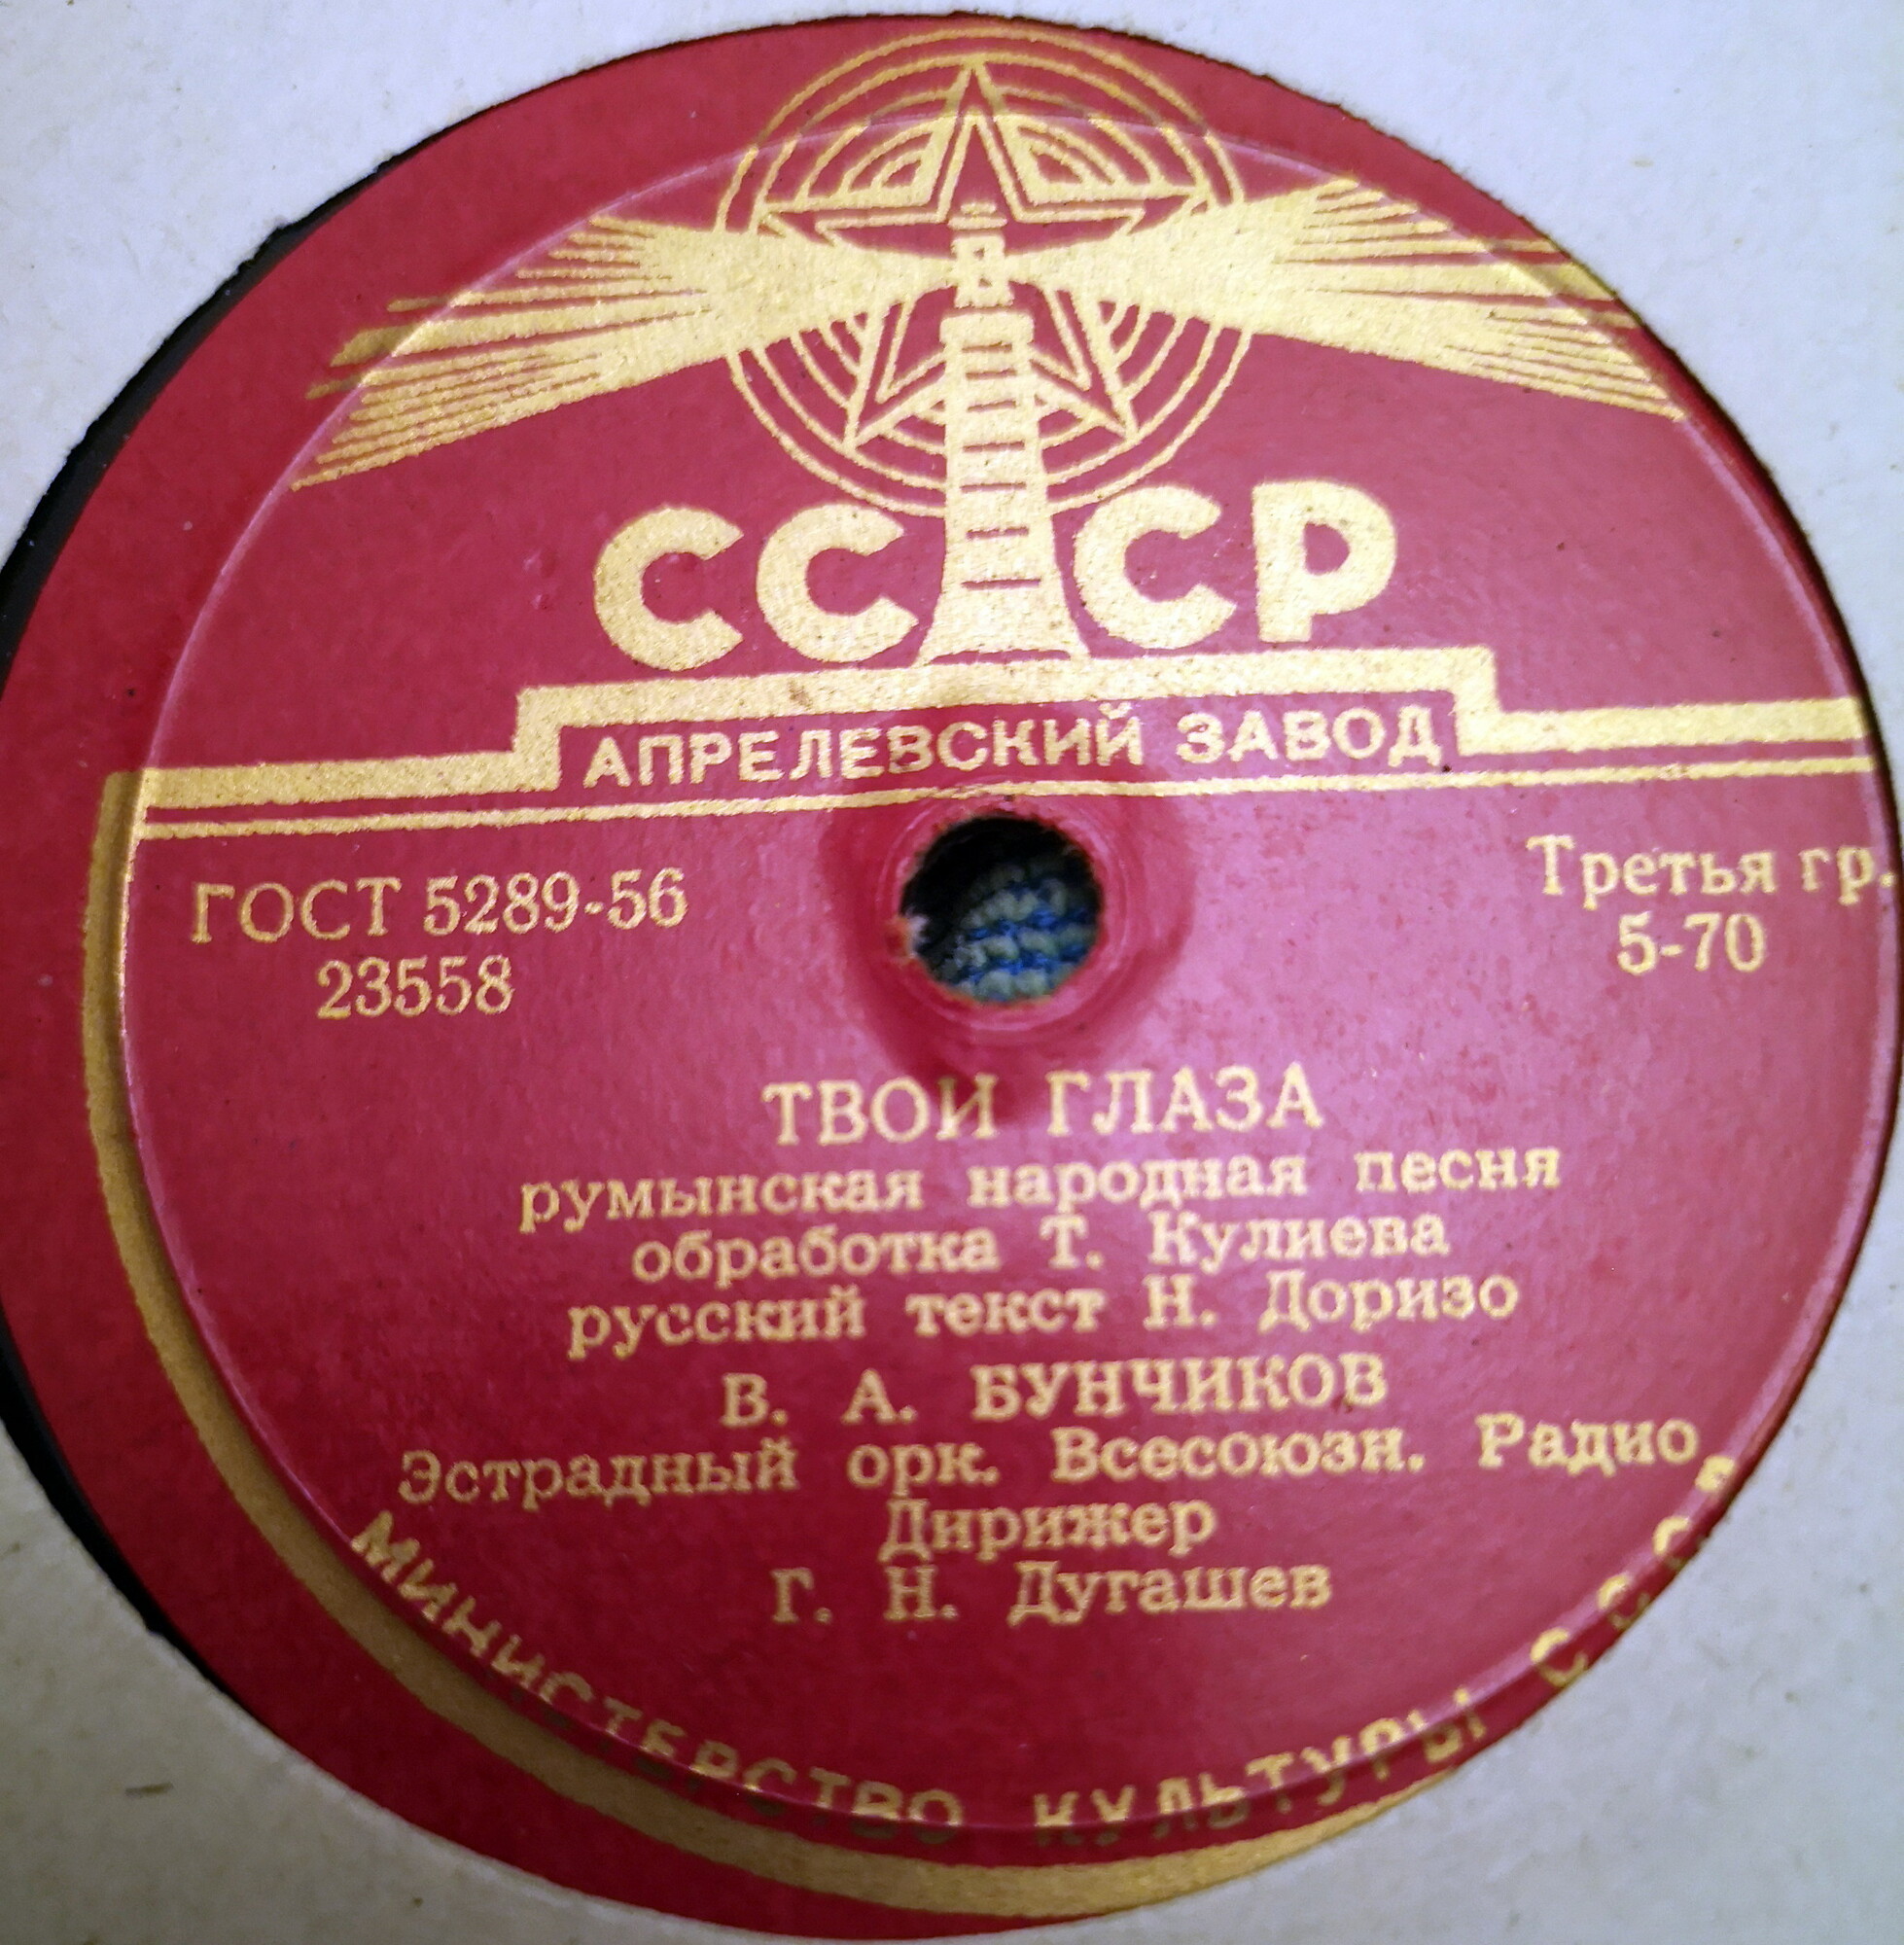 СССР
АПРЕЛЕВСКИЙ ЗАВОД
ГОСТ 5289-56
23558
Третья гр.
5-70
ТВОИ ГЛАЗА
румынская народная песня
обработка Т. Кулиева
русский текст Н. Доризо
В. А. БУНЧИКОВ
Эстрадный орк. Всесоюзн. Радио
Дирижер
Г. Н. Дугашев
МИНИСТЕРСТВО КУЛЬТУРЫ СССР